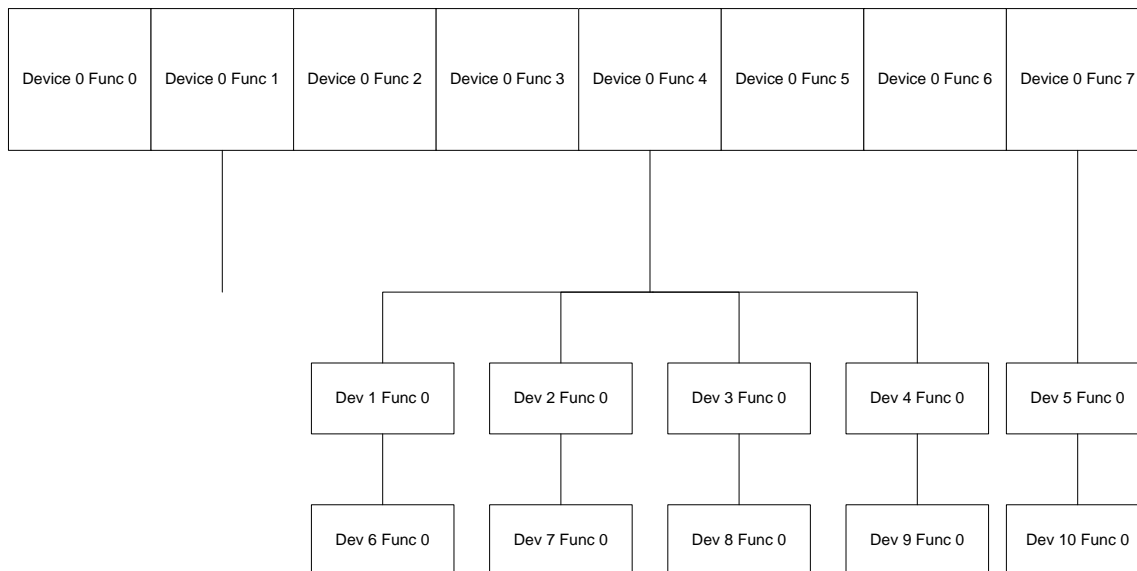 Device 0 Func 0
Device 0 Func 1
Device 0 Func 2
Device 0 Func 3
Device 0 Func 4
Device 0 Func 5
Device 0 Func 6
Device 0 Func 7
Dev 1 Func 0
Dev 2 Func 0
Dev 3 Func 0
Dev 4 Func 0
Dev 5 Func 0
Dev 6 Func 0
Dev 7 Func 0
Dev 8 Func 0
Dev 9 Func 0
Dev 10 Func 0